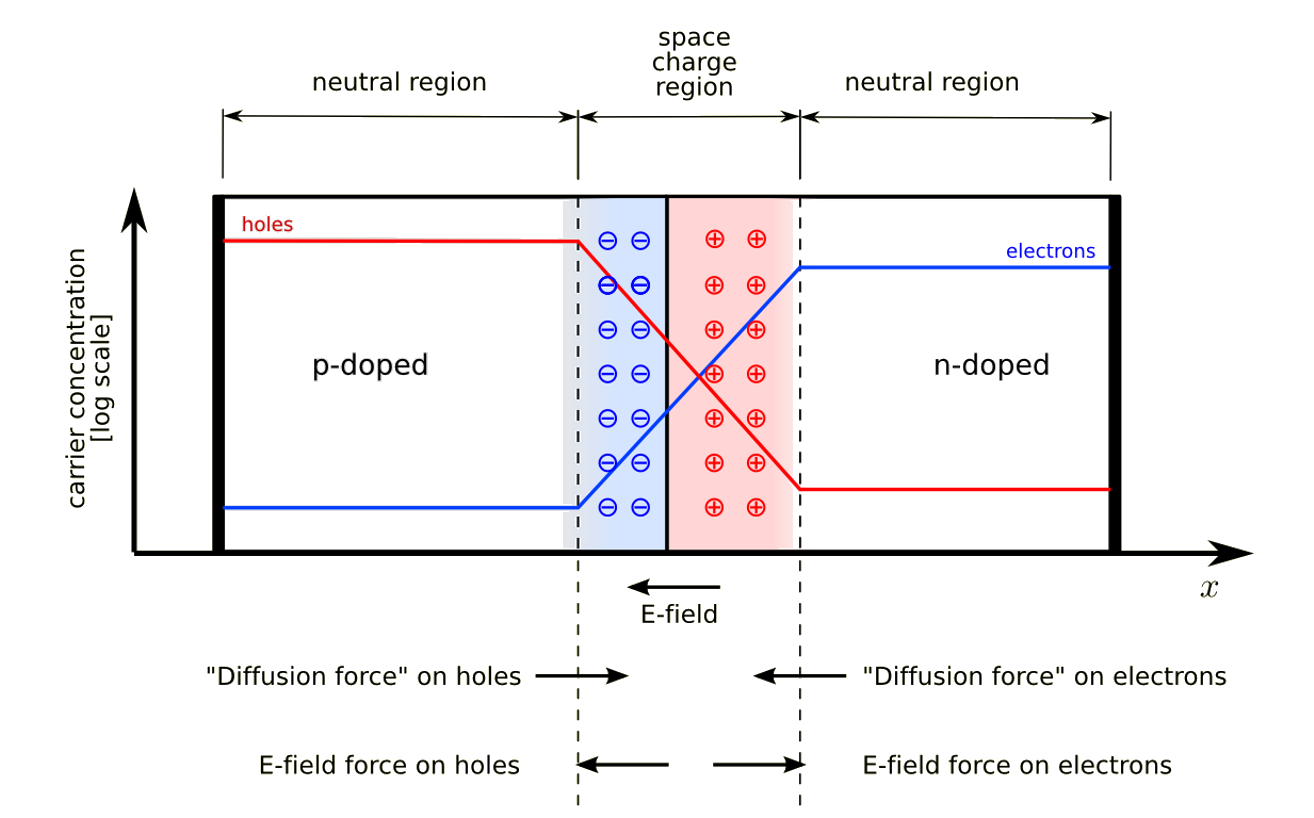 space
charge
region
neutral region
neutral region
holes
electrons
p-doped
n-doped
carrier concentration
[log scale]
x
E-field
"Diffusion force" on holes
"Diffusion force" on electrons
E-field force on holes
E-field force on electrons